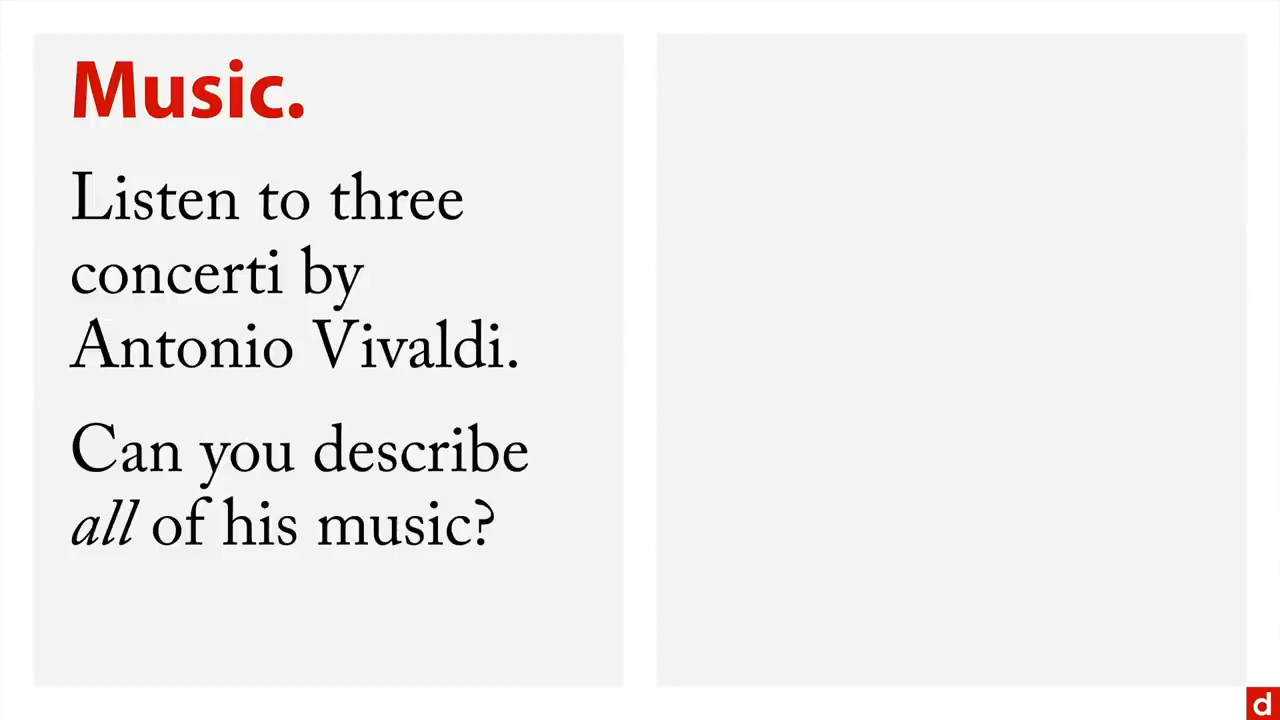 Music.
Listen to three
concerti by
Antonio Vivaldi.
Can you describe
all of his music?
d